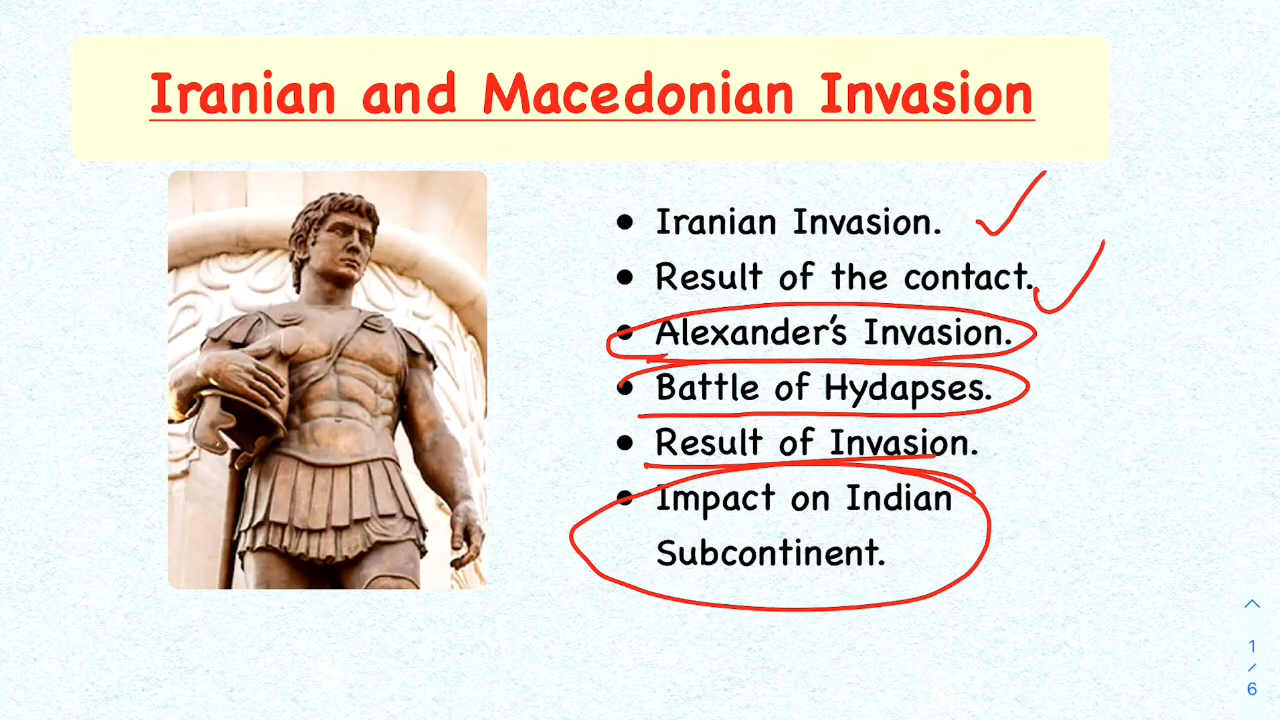 Iranian and Macedonian Invasion
• Iranian Invasion.
• Result of the contact.
• Alexander's Invasion.
• Battle of Hydapses.
• Result of Invasion.
• Impact on Indian
Subcontinent.
1
/
6